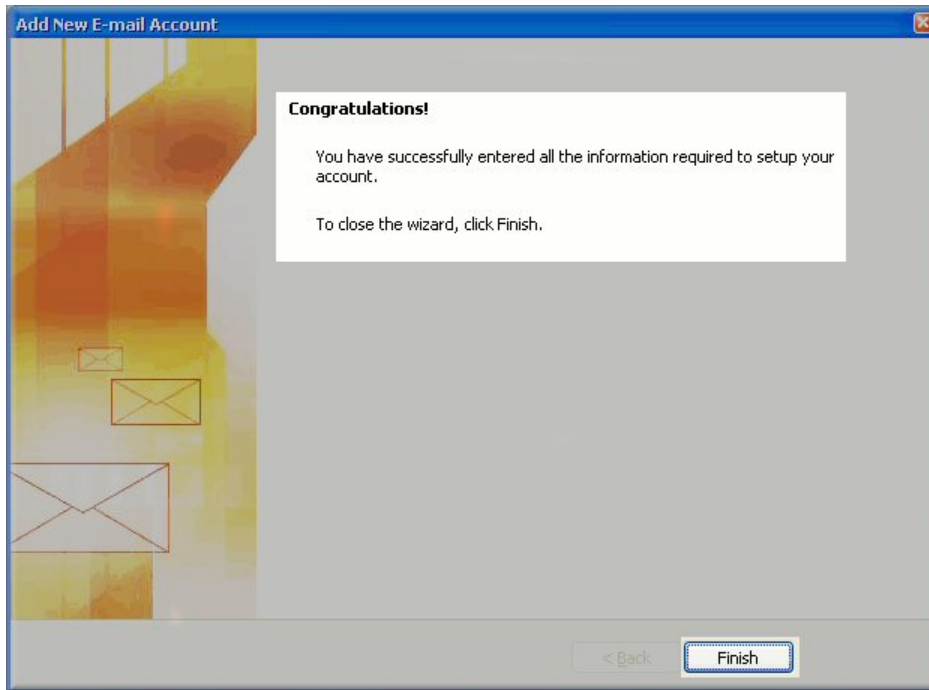 Add New E-mail Account
Congratulations!
You have successfully entered all the information required to setup your
account.
To close the wizard, click Finish.
< Back
Finish